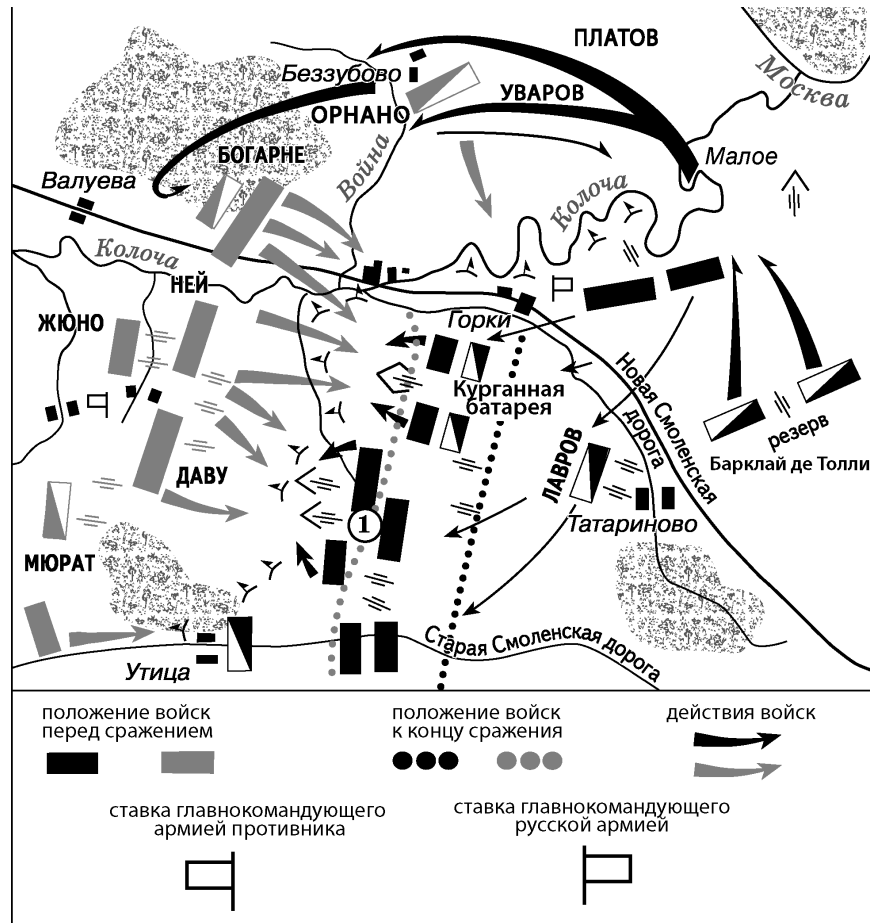 ПЛАТОВ
Беззубово
УВАРОВ
Москва
ОРНАНО
БОГАРНЕ
Война
Малое
Валуева
Колоча
Колоча
НЕЙ
ЖЮНО
Горки
Курганная
батарея
Новая Смоленская
дорога
резерв
Барклай де Толли
ДАВУ
ЛАВРОВ
1
Татариново
МЮРАТ
Старая Смоленская дорога
Утица
положение войск
перед сражением
положение войск
к концу сражения
действия войск
ставка главнокомандующего
армией противника
ставка главнокомандующего
русской армией